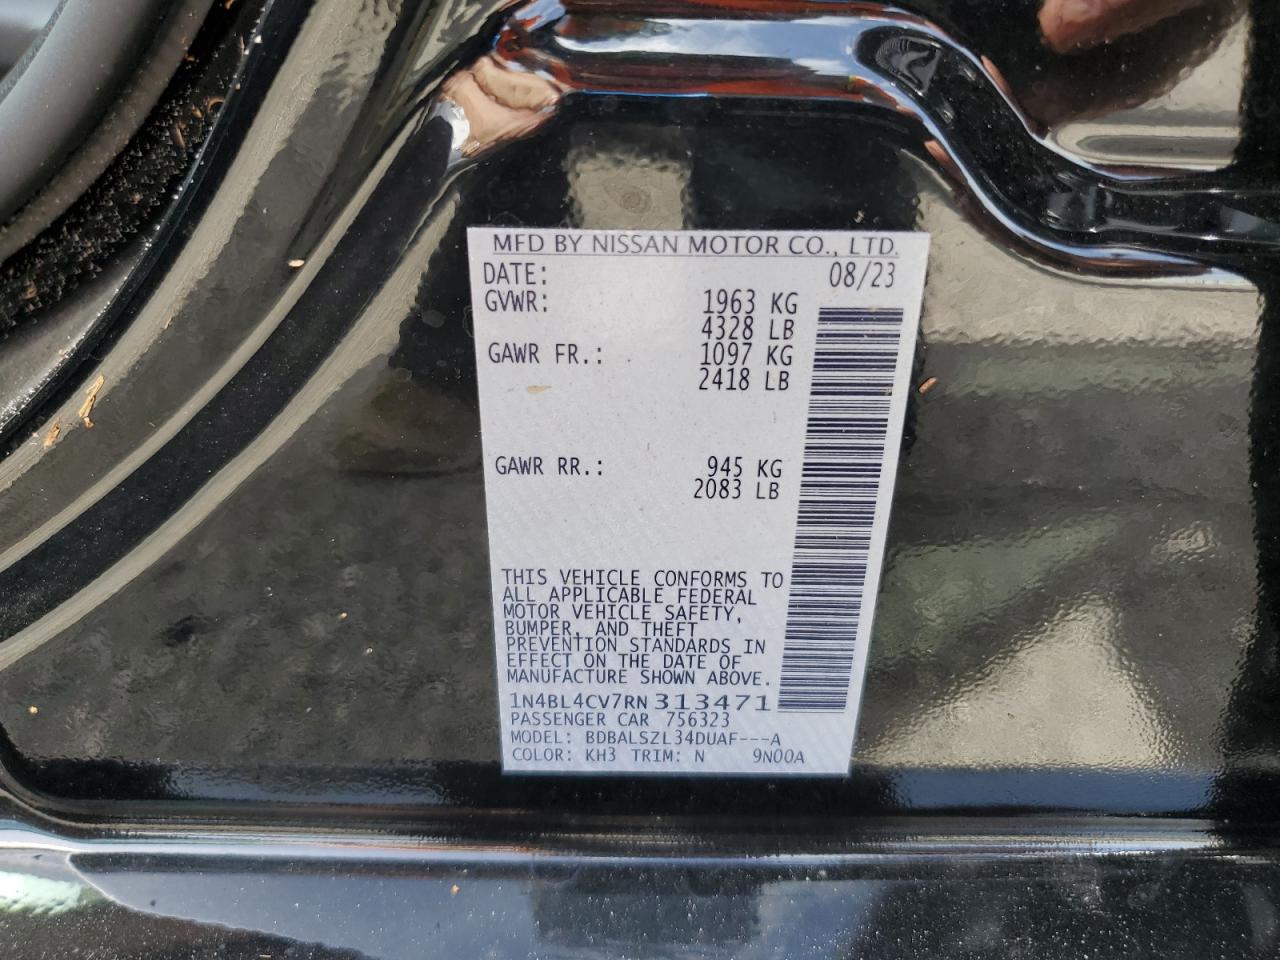 MFD BY NISSAN MOTOR CO., LTD.
DATE: 08/23
GVWR: 1963 KG
4328 LB
GAWR FR.: 1097 KG
2418 LB
GAWR RR.: 945 KG
2083 LB
THIS VEHICLE CONFORMS TO
ALL APPLICABLE FEDERAL
MOTOR VEHICLE SAFETY,
BUMPER, AND THEFT
PREVENTION STANDARDS IN
EFFECT ON THE DATE OF
MANUFACTURE SHOWN ABOVE.
1N4BL4CV7RN313471
PASSENGER CAR 756323
MODEL: BDBALSZL34DUAF---A
COLOR: KH3 TRIM: N 9N00A